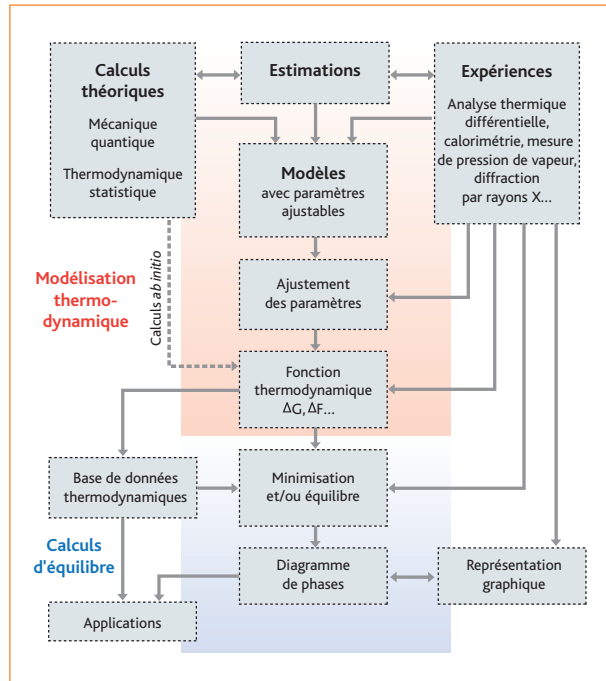 Calculs
théoriques
Mécanique
quantique
Thermodynamique
statistique
Estimations
Expériences
Analyse thermique
différentielle,
calorimétrie, mesure
de pression de vapeur,
diffraction
par rayons X...
Modèles
avec paramètres
ajustables
Modélisation
thermo-
dynamique
Calculs ab initio
Ajustement
des paramètres
Fonction
thermodynamique
ΔG, ΔF...
Base de données
thermodynamiques
Minimisation
et/ou équilibre
Calculs
d'équilibre
Diagramme
de phases
Représentation
graphique
Applications